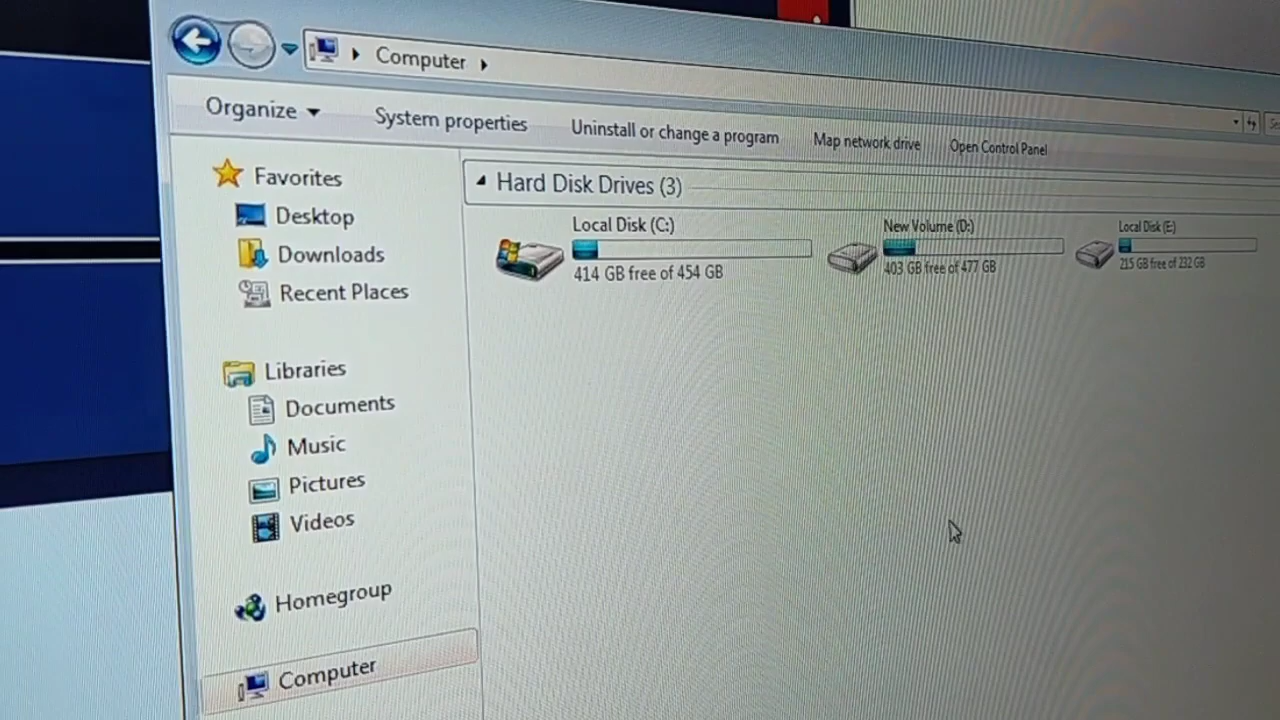 Computer
Organize
System properties
Uninstall or change a program
Map network drive
Open Control Panel
Favorites
Desktop
Downloads
Recent Places
Libraries
Documents
Music
Pictures
Videos
Homegroup
Computer
Hard Disk Drives (3)
Local Disk (C:)
414 GB free of 454 GB
New Volume (D:)
403 GB free of 477 GB
Local Disk (E:)
215 GB free of 232 GB